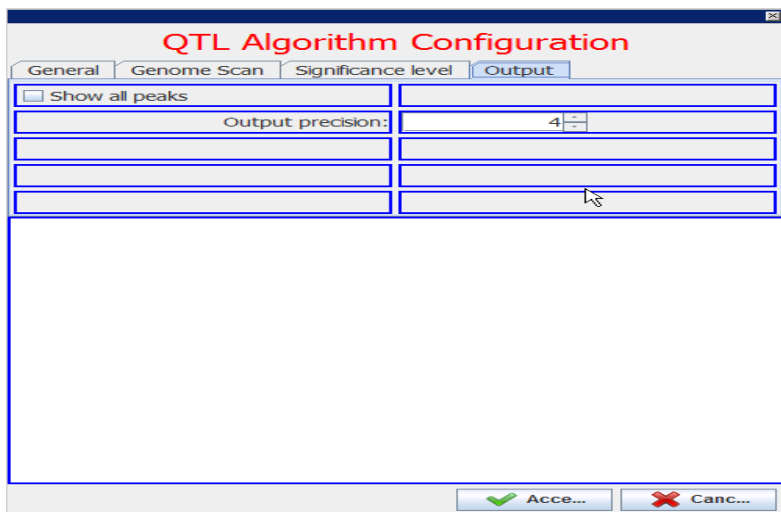 QTL Algorithm Configuration
General Genome Scan Significance level Output
Show all peaks
Output precision: 4
Acce... Canc...